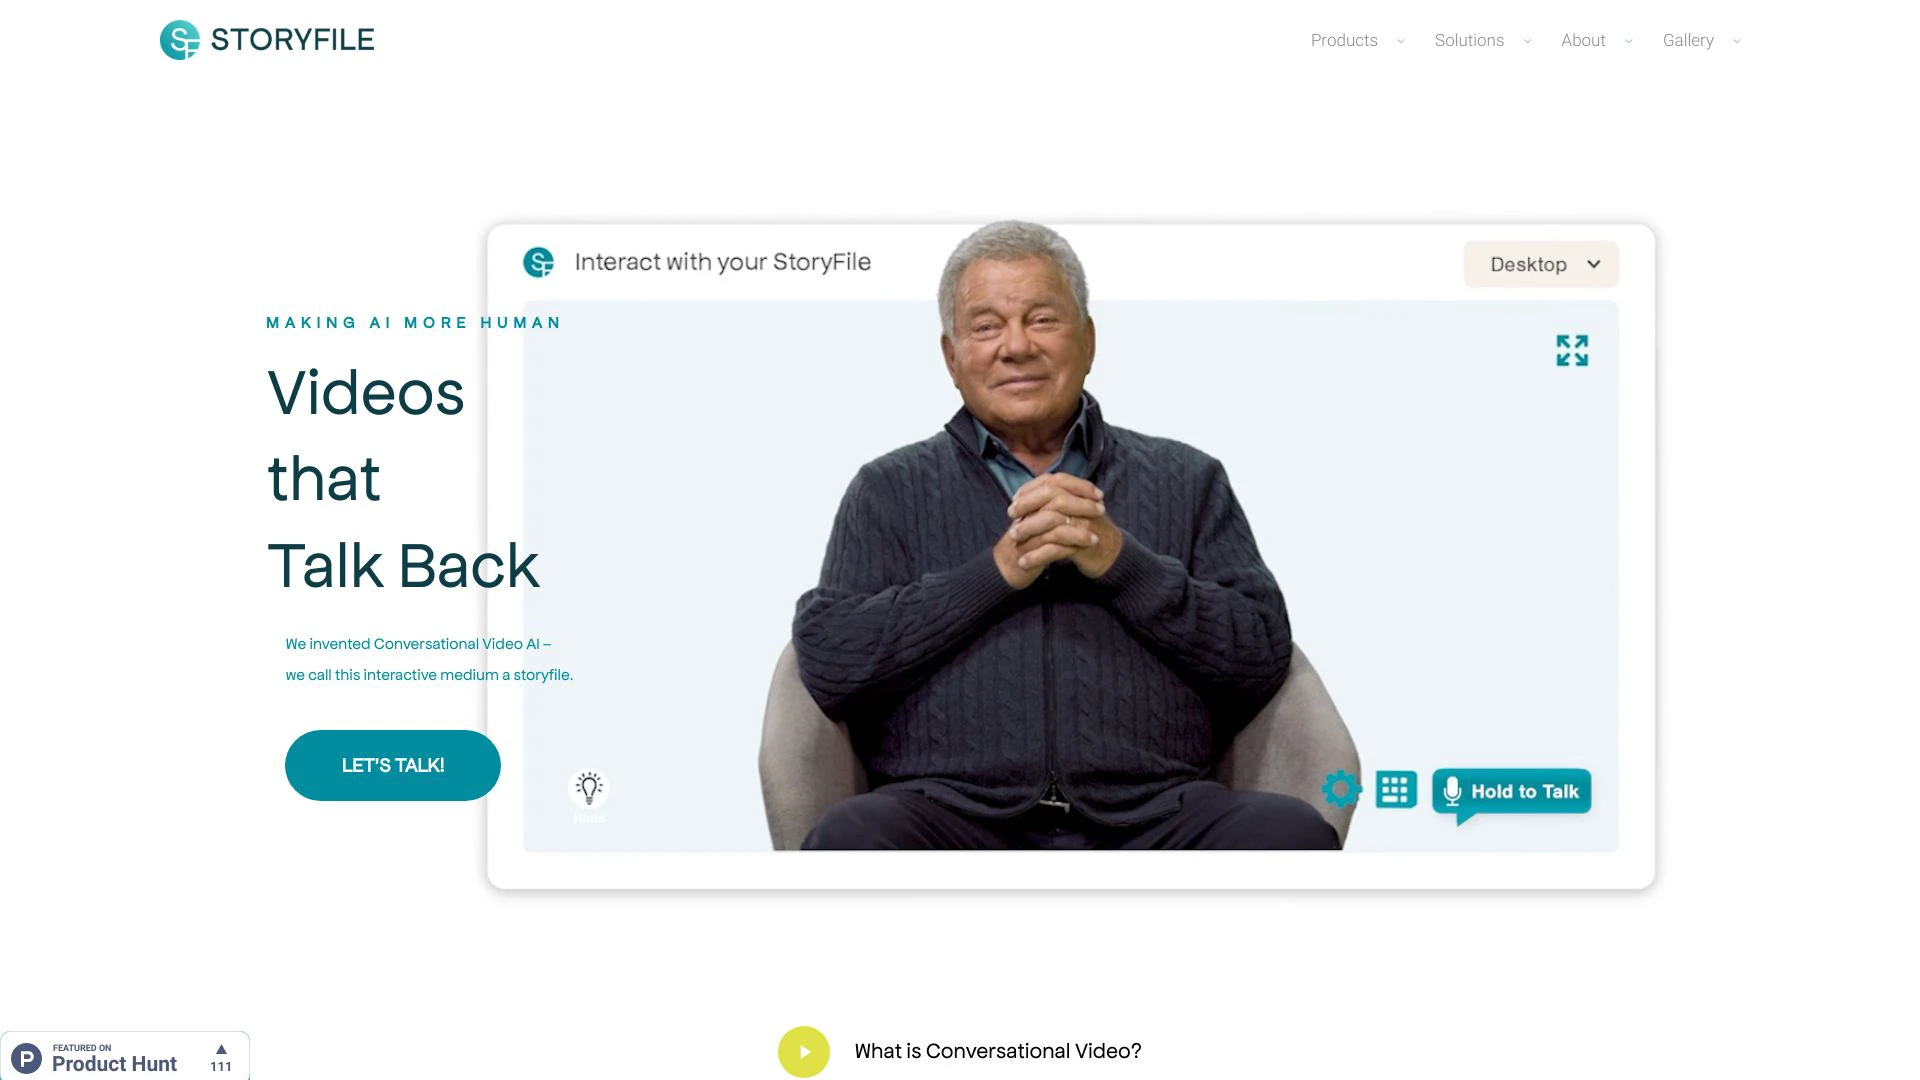 STORYFILE
Products
Solutions
About
Gallery
Interact with your StoryFile
Desktop
MAKING AI MORE HUMAN
Videos
that
Talk Back
We invented Conversational Video AI –
we call this interactive medium a storyfile.
LET'S TALK!
Hints
Hold to Talk
FEATURED ON
Product Hunt
111
What is Conversational Video?